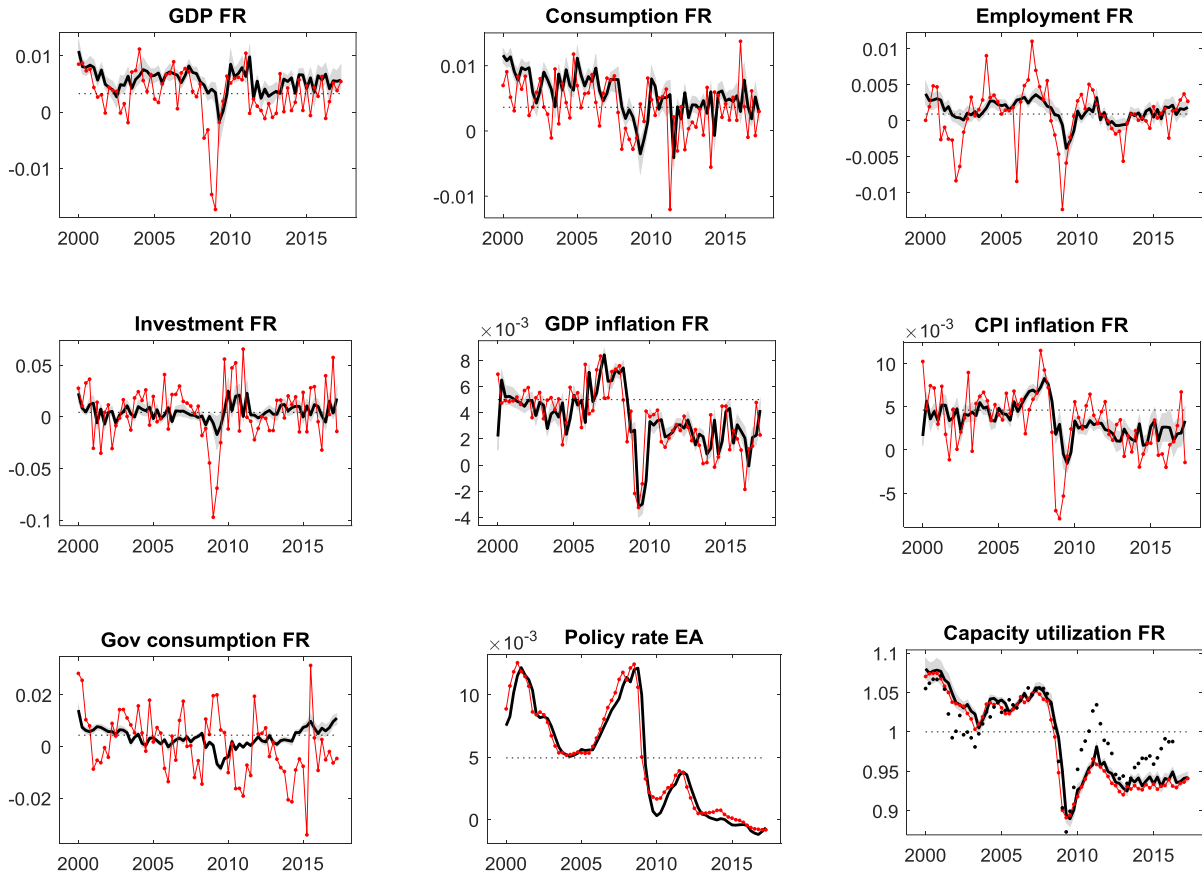 GDP FR
0.01
0
-0.01
2000 2005 2010 2015
Consumption FR
0.01
0
-0.01
2000 2005 2010 2015
Employment FR
0.01
0.005
0
-0.005
-0.01
2000 2005 2010 2015
Investment FR
0.05
0
-0.05
-0.1
2000 2005 2010 2015
GDP inflation FR
×10⁻³
8
6
4
2
0
-2
-4
2000 2005 2010 2015
CPI inflation FR
×10⁻³
10
5
0
-5
2000 2005 2010 2015
Gov consumption FR
0.02
0
-0.02
2000 2005 2010 2015
Policy rate EA
×10⁻³
10
5
0
2000 2005 2010 2015
Capacity utilization FR
1.1
1.05
1
0.95
0.9
2000 2005 2010 2015